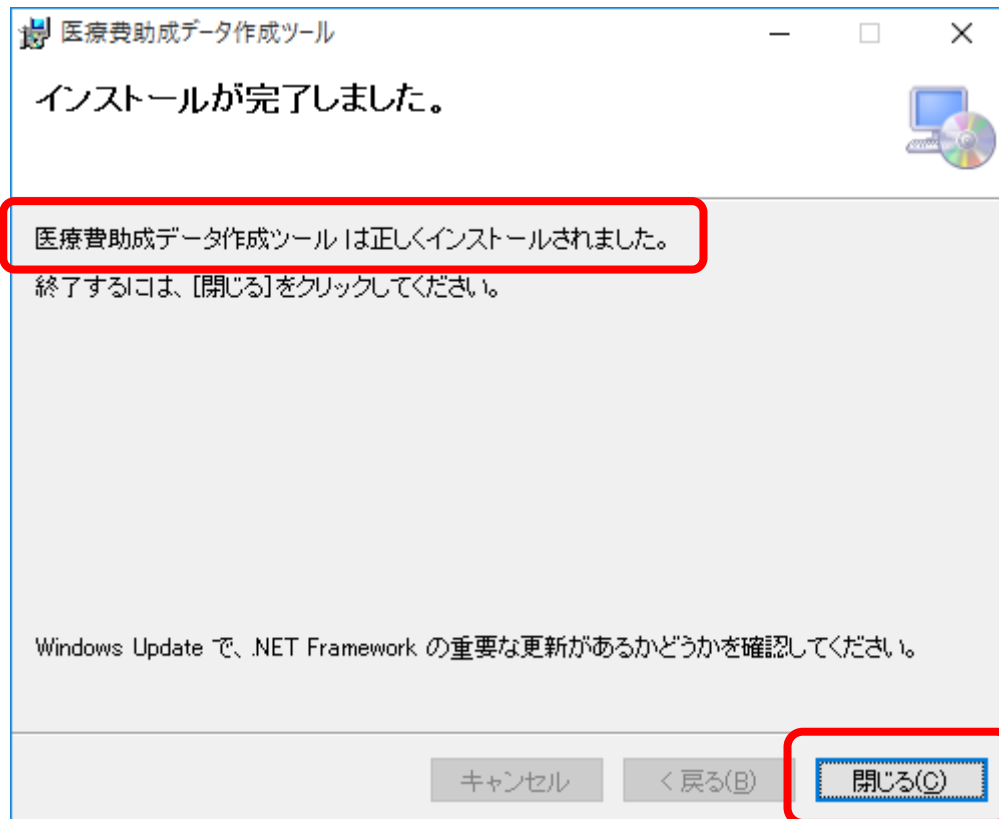 医療費助成データ作成ツール
インストールが完了しました。
医療費助成データ作成ツール は正しくインストールされました。
終了するには、[閉じる]をクリックしてください。
Windows Update で、.NET Framework の重要な更新があるかどうかを確認してください。
キャンセル
< 戻る(B)
閉じる(C)